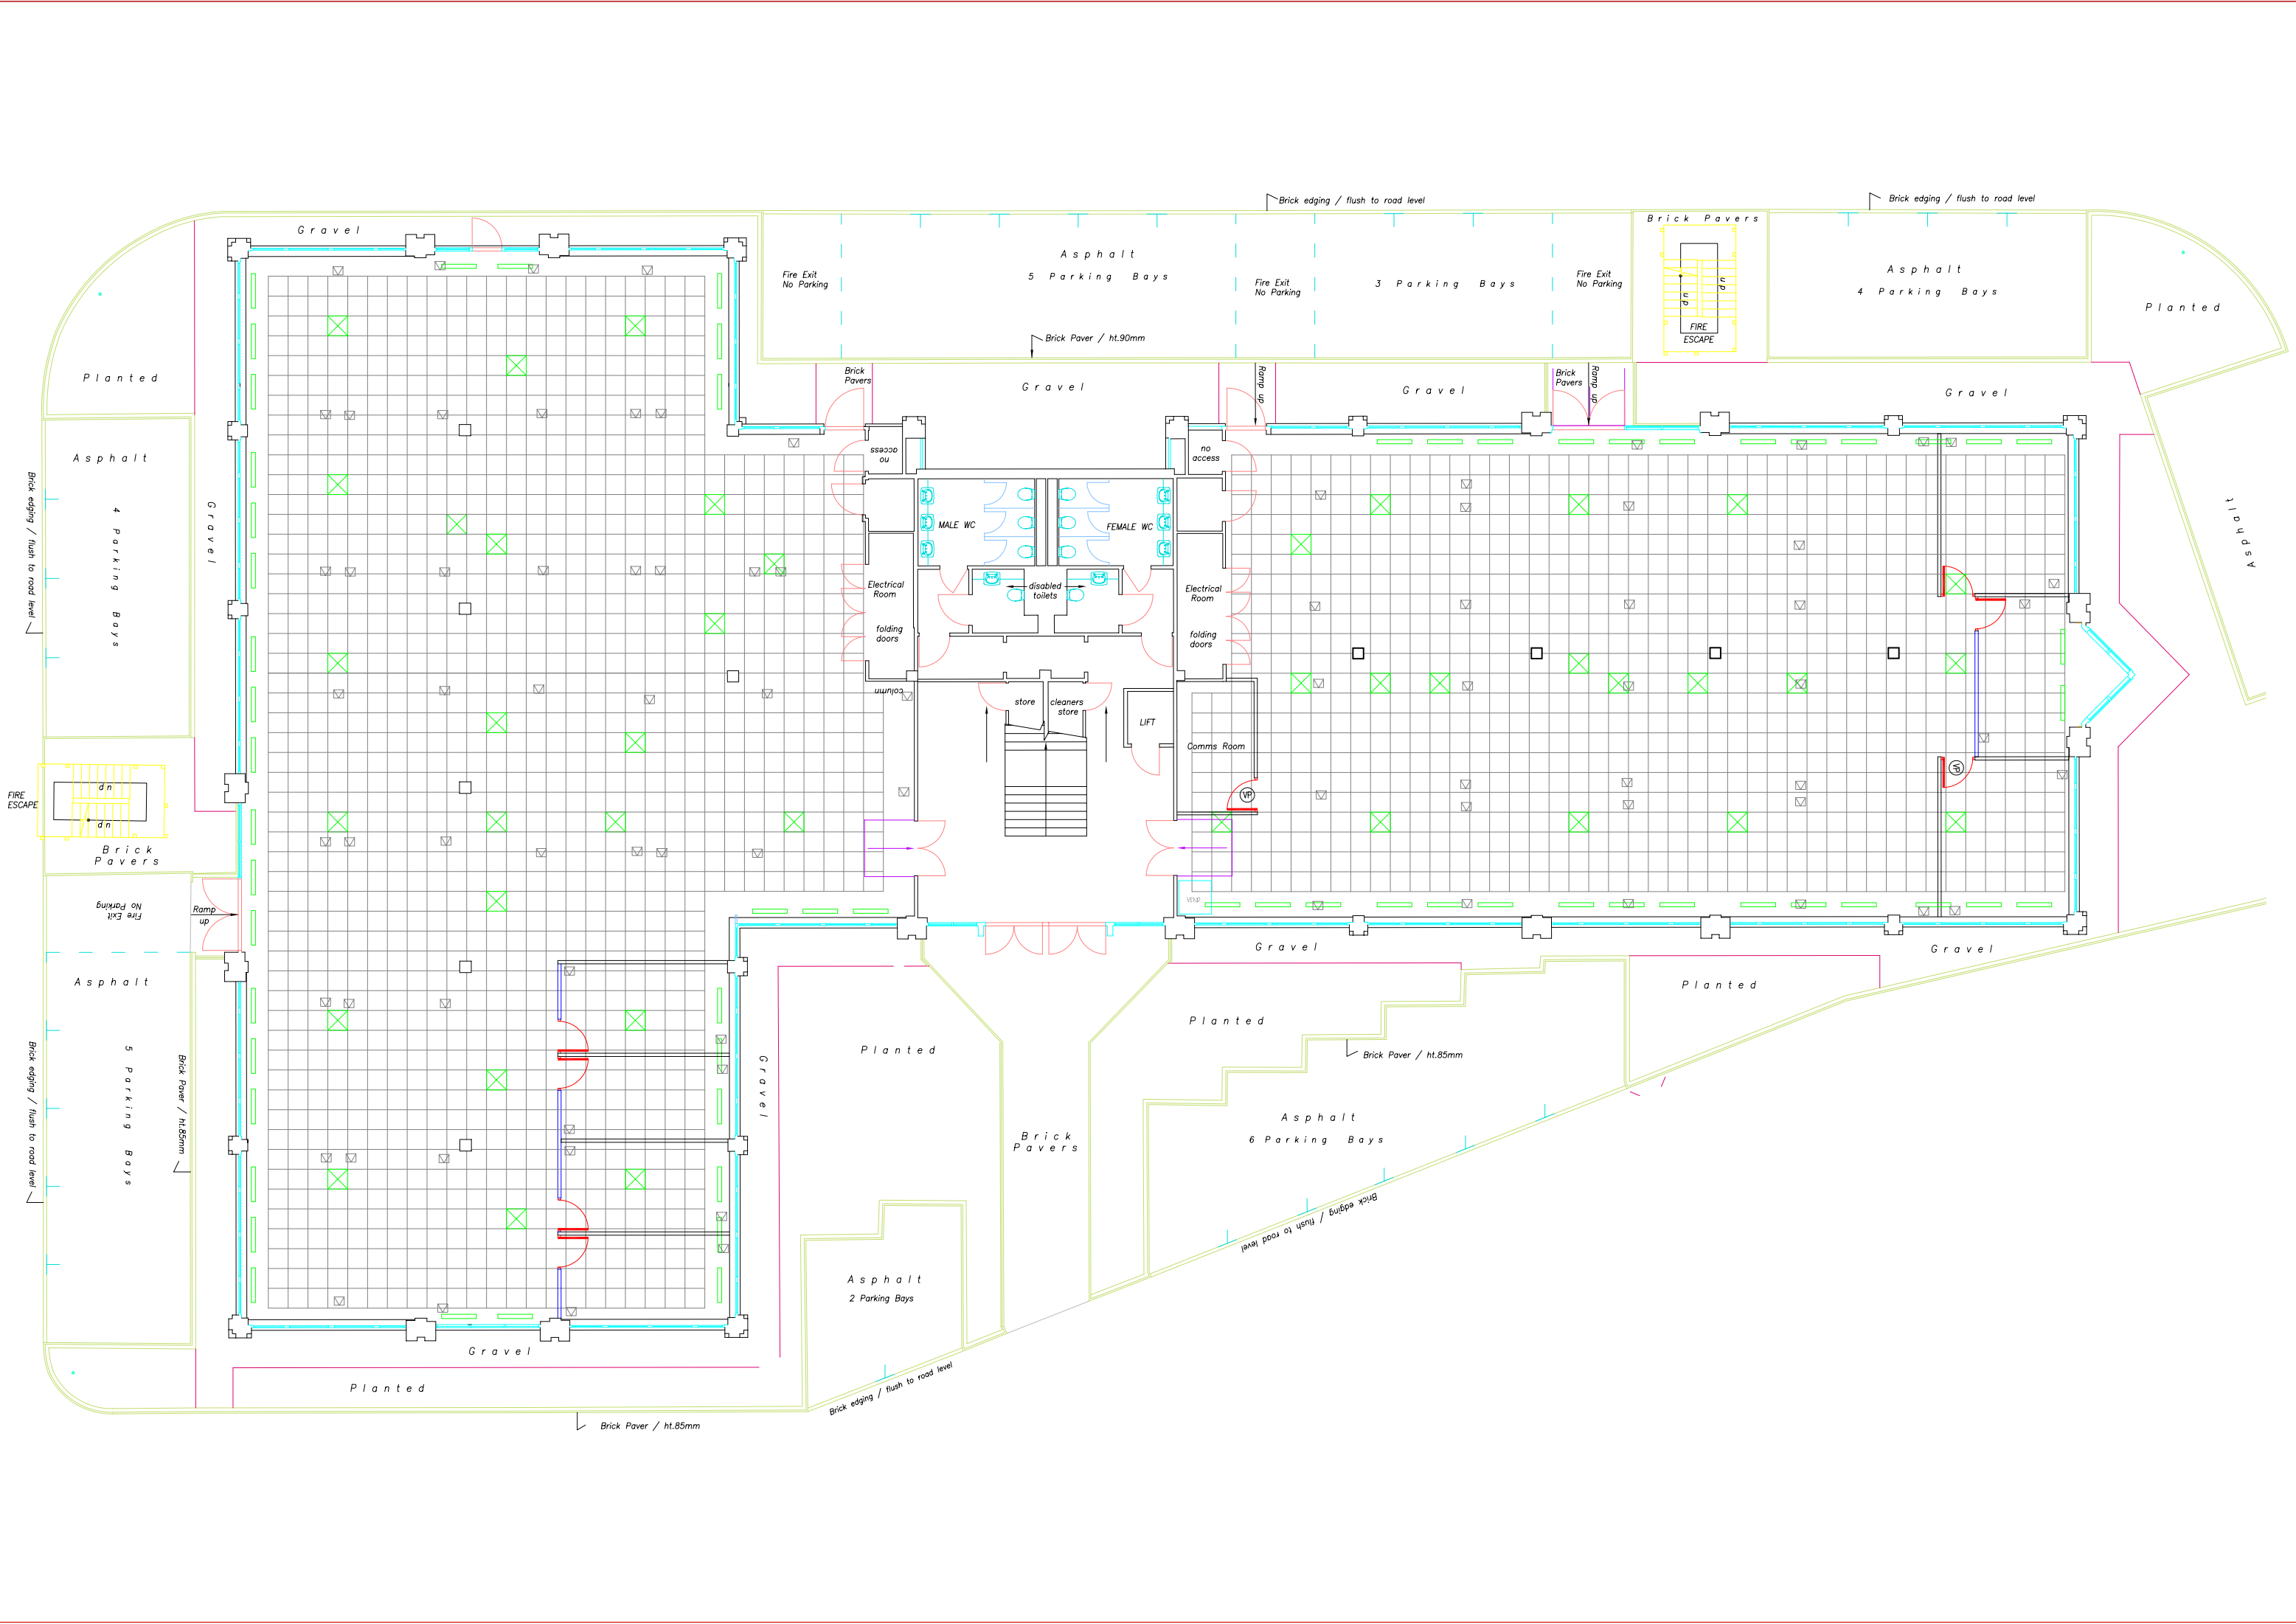 Brick edging / flush to road level
Brick edging / flush to road level
Gravel
Brick Pavers
Asphalt
5 Parking Bays
Fire Exit
No Parking
Fire Exit
No Parking
3 Parking Bays
Fire Exit
No Parking
up
up
FIRE
ESCAPE
Asphalt
4 Parking Bays
Planted
Brick Paver / ht.90mm
Planted
Brick
Pavers
Gravel
Ramp up
Gravel
Brick
Pavers
Ramp up
Gravel
Asphalt
4 Parking Bays
Brick edging / flush to road level
Gravel
no
access
no
access
MALE WC
FEMALE WC
Asphalt
Electrical
Room
folding
doors
disabled
toilets
Electrical
Room
folding
doors
column
store
cleaners
store
LIFT
Comms Room
VP
VP
FIRE
ESCAPE
dn
dn
Brick
Pavers
VEND
Fire Exit
No Parking
Ramp
up
Gravel
Gravel
Asphalt
5 Parking Bays
Brick edging / flush to road level
Brick Paver / ht.85mm
Gravel
Planted
Planted
Planted
Brick Paver / ht.85mm
Brick
Pavers
Asphalt
6 Parking Bays
Brick edging / flush to road level
Asphalt
2 Parking Bays
Gravel
Planted
Brick edging / flush to road level
Brick Paver / ht.85mm